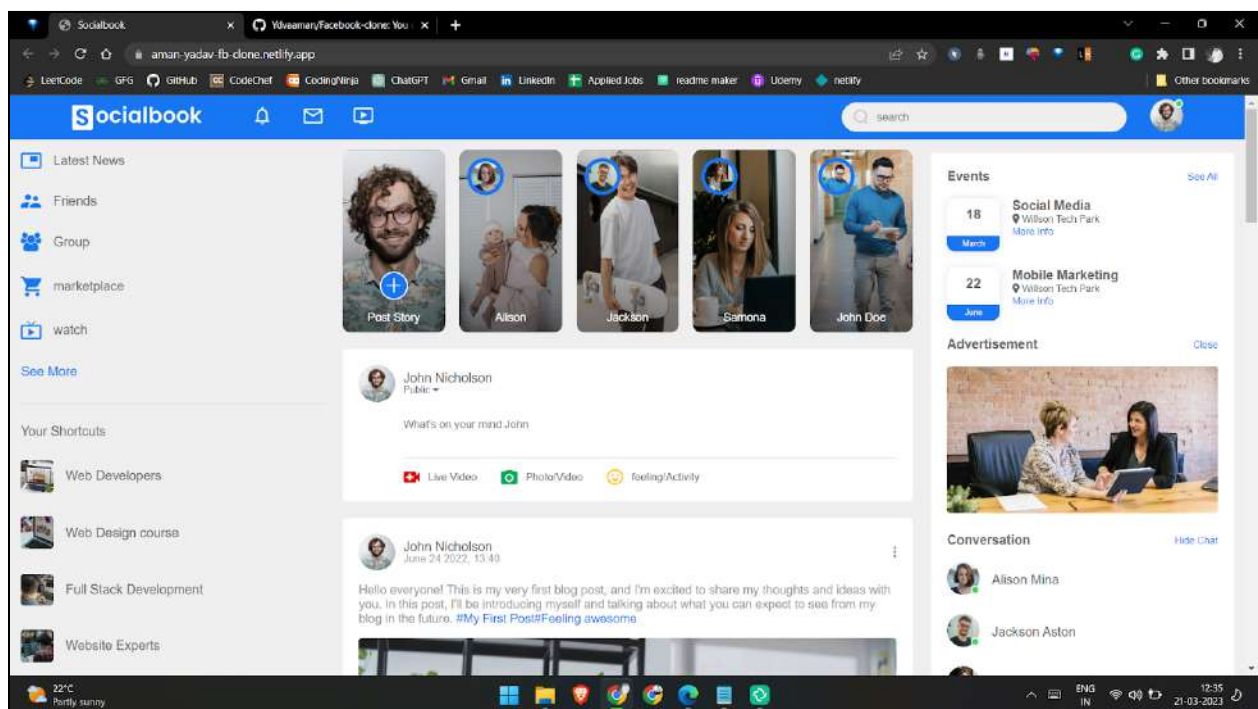 Socialbook
Ydveaman/Facebook-clone: You
aman-yadav-fb-clone.netlify.app
LeetCode GFG GitHub CodeChef CodingNinja ChatGPT Gmail LinkedIn Applied Jobs readme maker Udemy netlify Other bookmarks
Socialbook
search
Latest News
Friends
Group
marketplace
watch
See More
Your Shortcuts
Web Developers
Web Design course
Full Stack Development
Website Experts
Post Story
Alison
Jackson
Samona
John Doe
John Nicholson
Public
What's on your mind John
Live Video Photo/Video feeling/Activity
John Nicholson
June 24 2022, 13:40
Hello everyone! This is my very first blog post, and I'm excited to share my thoughts and ideas with
you. In this post, I'll be introducing myself and talking about what you can expect to see from my
blog in the future. #My First Post#Feeling awesome
Events See All
18
March
Social Media
Willson Tech Park
More Info
22
June
Mobile Marketing
Willson Tech Park
More Info
Advertisement Close
Conversation Hide Chat
Alison Mina
Jackson Aston
22°C
Partly sunny
ENG
IN
12:35
21-03-2023